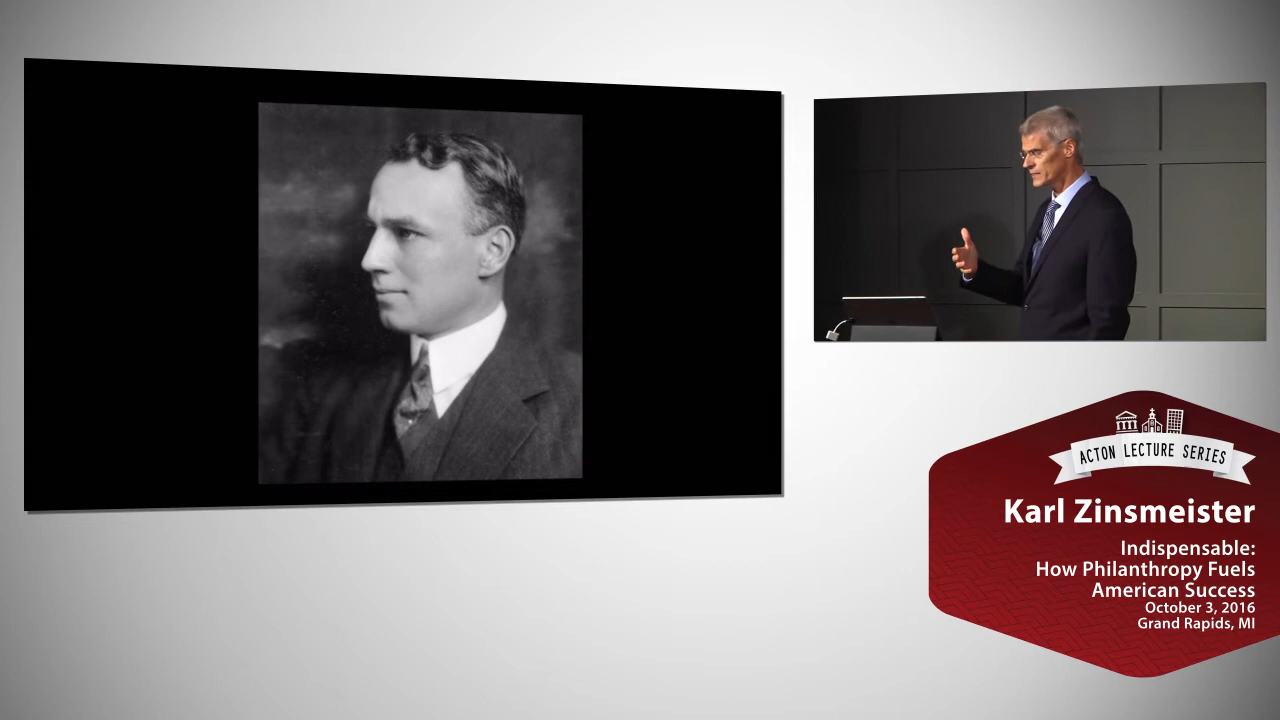 ACTON LECTURE SERIES
Karl Zinsmeister
Indispensable:
How Philanthropy Fuels
American Success
October 3, 2016
Grand Rapids, MI